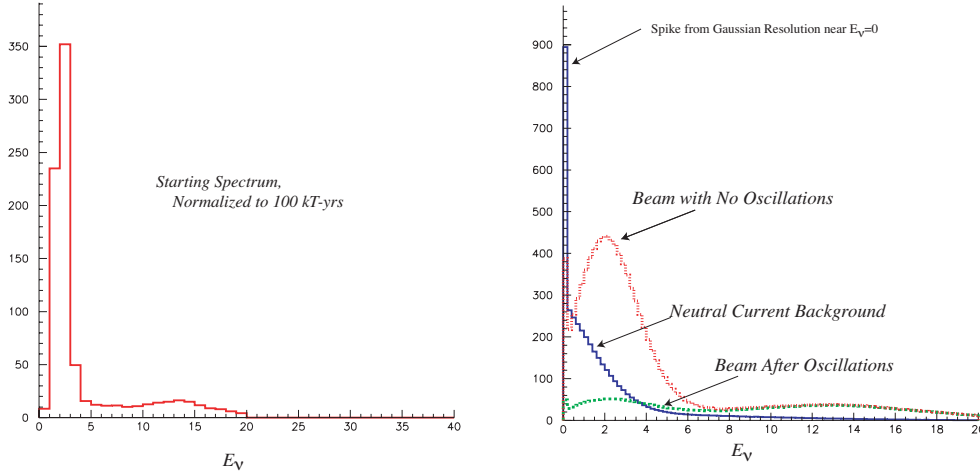 350
300
250
200
150
100
50
0
0 5 10 15 20 25 30 35 40
Starting Spectrum,
Normalized to 100 kT-yrs
Eν
Spike from Gaussian Resolution near Eν=0
900
800
700
600
500
400
300
200
100
0
0 2 4 6 8 10 12 14 16 18 20
Beam with No Oscillations
Neutral Current Background
Beam After Oscillations
Eν